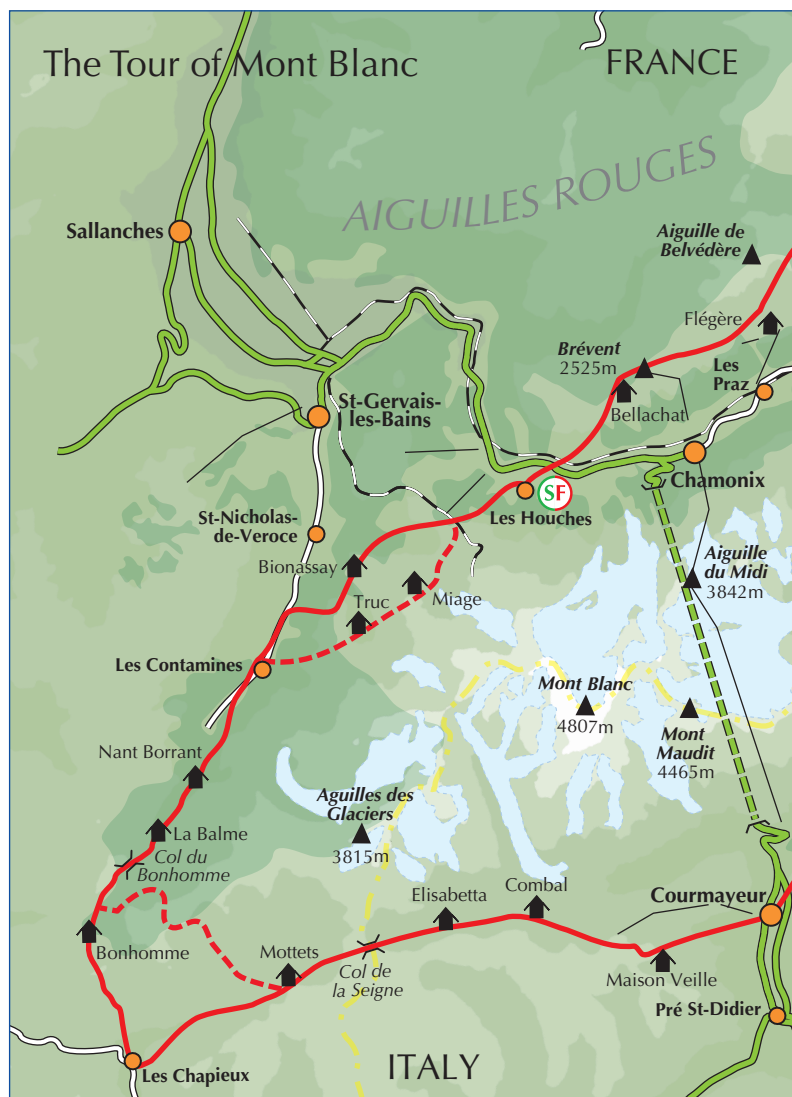 The Tour of Mont Blanc
FRANCE
AIGUILLES ROUGES
Sallanches
Aiguille de
Belvédère
Flégère
Brévent
2525m
Les
Praz
Bellachat
St-Gervais-
les-Bains
Chamonix
SF
Les Houches
St-Nicholas-
de-Veroce
Bionassay
Aiguille
du Midi
3842m
Truc
Miage
Les Contamines
Mont Blanc
4807m
Mont
Maudit
4465m
Nant Borrant
Aguilles des
Glaciers
3815m
La Balme
Col du
Bonhomme
Elisabetta
Combal
Courmayeur
Bonhomme
Mottets
Col de
la Seigne
Maison Veille
Pré St-Didier
Les Chapieux
ITALY